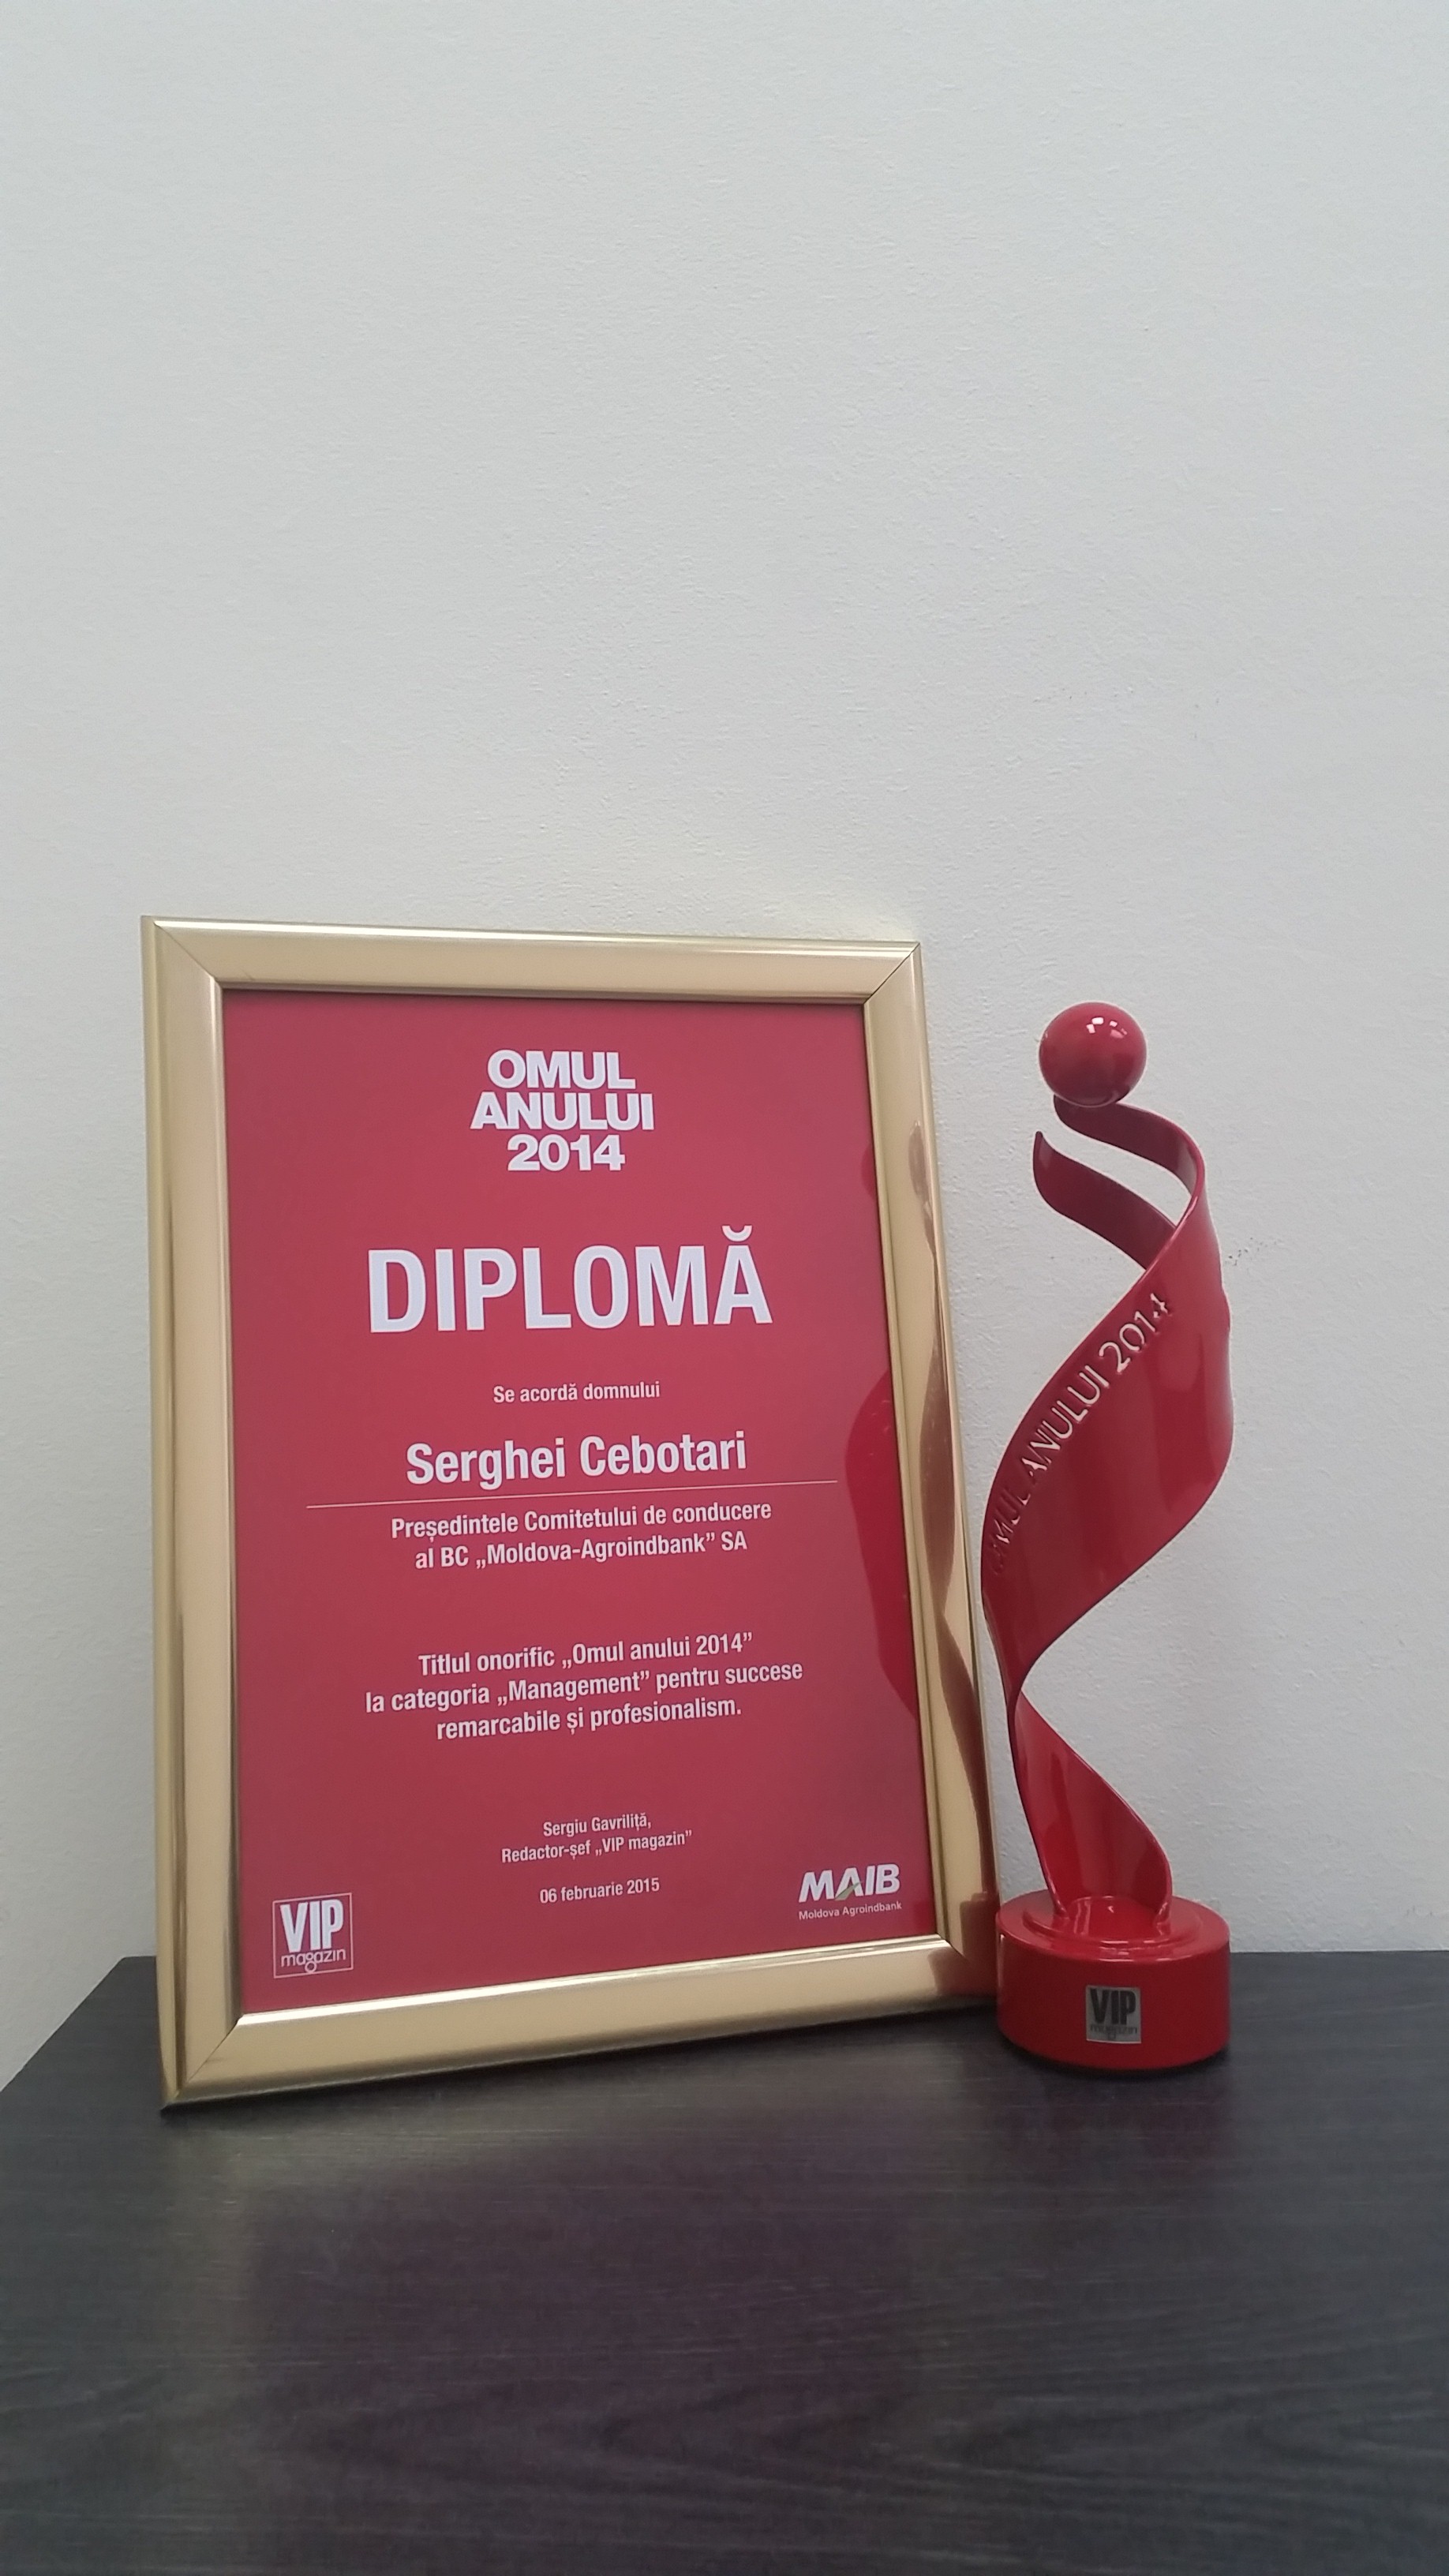 OMUL
ANULUI
2014
DIPLOMĂ
Se acordă domnului
Serghei Cebotari
Președintele Comitetului de conducere
al BC „Moldova-Agroindbank” SA
Titlul onorific „Omul anului 2014”
la categoria „Management” pentru succese
remarcabile și profesionalism.
Sergiu Gavriliță,
Redactor-șef „VIP magazin”
06 februarie 2015
VIP
magazin
MAIB
Moldova Agroindbank
OMUL ANULUI 2014
VIP
magazin